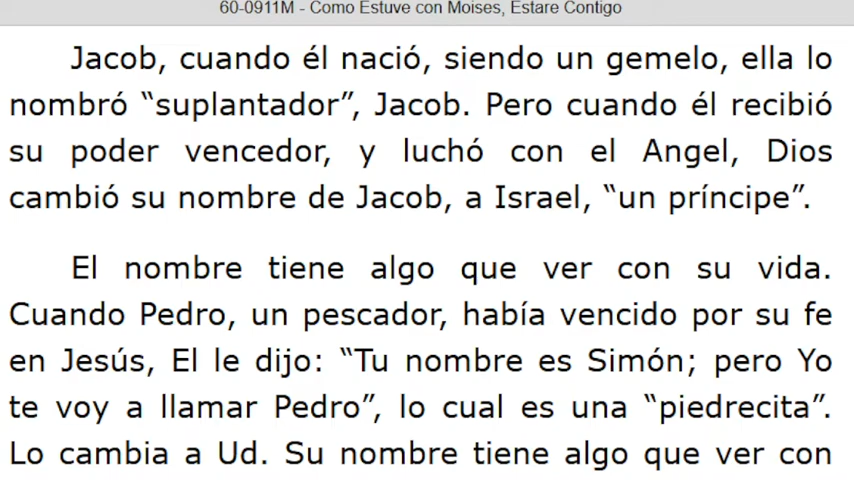 60-0911M - Como Estuve con Moises, Estare Contigo
Jacob, cuando él nació, siendo un gemelo, ella lo
nombró “suplantador”, Jacob. Pero cuando él recibió
su poder vencedor, y luchó con el Angel, Dios
cambió su nombre de Jacob, a Israel, “un príncipe”.
El nombre tiene algo que ver con su vida.
Cuando Pedro, un pescador, había vencido por su fe
en Jesús, El le dijo: “Tu nombre es Simón; pero Yo
te voy a llamar Pedro”, lo cual es una “piedrecita”.
Lo cambia a Ud. Su nombre tiene algo que ver con